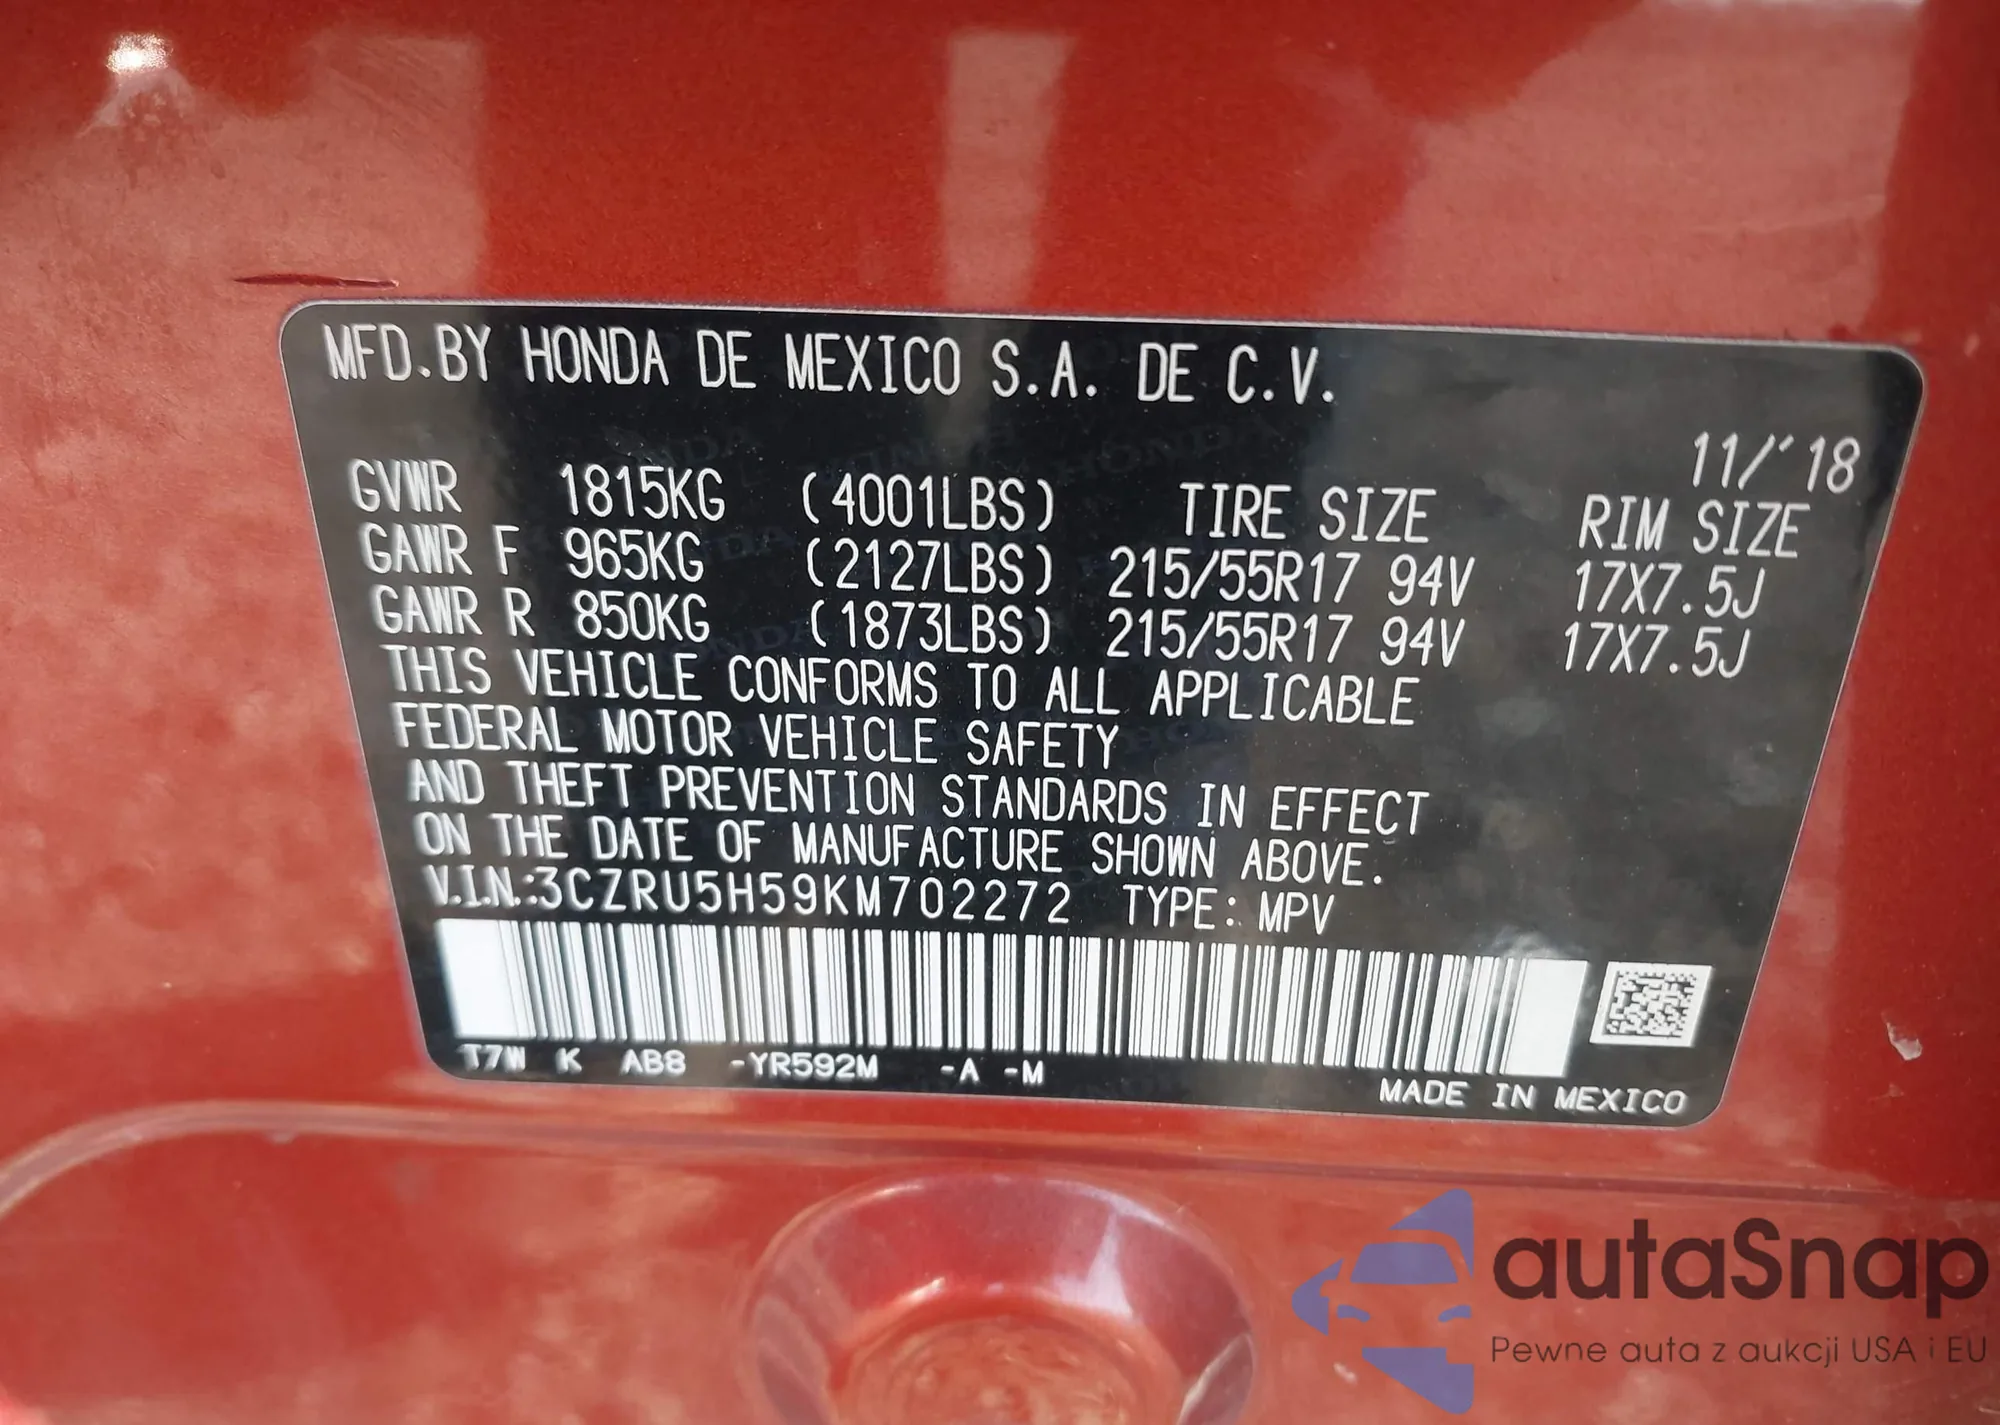 MFD.BY HONDA DE MEXICO S.A. DE C.V.
11/'18
GVWR 1815KG (4001LBS) TIRE SIZE RIM SIZE
GAWR F 965KG (2127LBS) 215/55R17 94V 17X7.5J
GAWR R 850KG (1873LBS) 215/55R17 94V 17X7.5J
THIS VEHICLE CONFORMS TO ALL APPLICABLE
FEDERAL MOTOR VEHICLE SAFETY
AND THEFT PREVENTION STANDARDS IN EFFECT
ON THE DATE OF MANUFACTURE SHOWN ABOVE.
V.I.N.:3CZRU5H59KM702272 TYPE: MPV
T7W K AB8 -YR592M -A -M
MADE IN MEXICO
autaSnap
Pewne auta z aukcji USA i EU